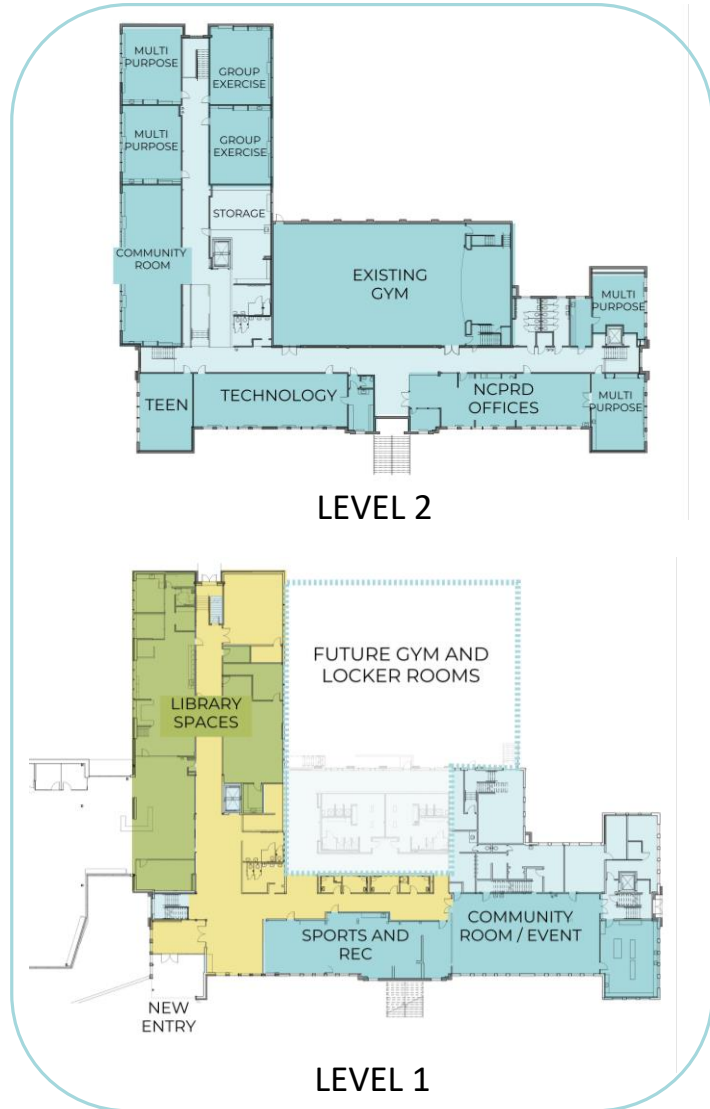 MULTI
PURPOSE
GROUP
EXERCISE
MULTI
PURPOSE
GROUP
EXERCISE
STORAGE
COMMUNITY
ROOM
EXISTING
GYM
MULTI
PURPOSE
TEEN
TECHNOLOGY
NCPRD
OFFICES
MULTI
PURPOSE
LEVEL 2
FUTURE GYM AND
LOCKER ROOMS
LIBRARY
SPACES
SPORTS AND
REC
COMMUNITY
ROOM / EVENT
NEW
ENTRY
LEVEL 1